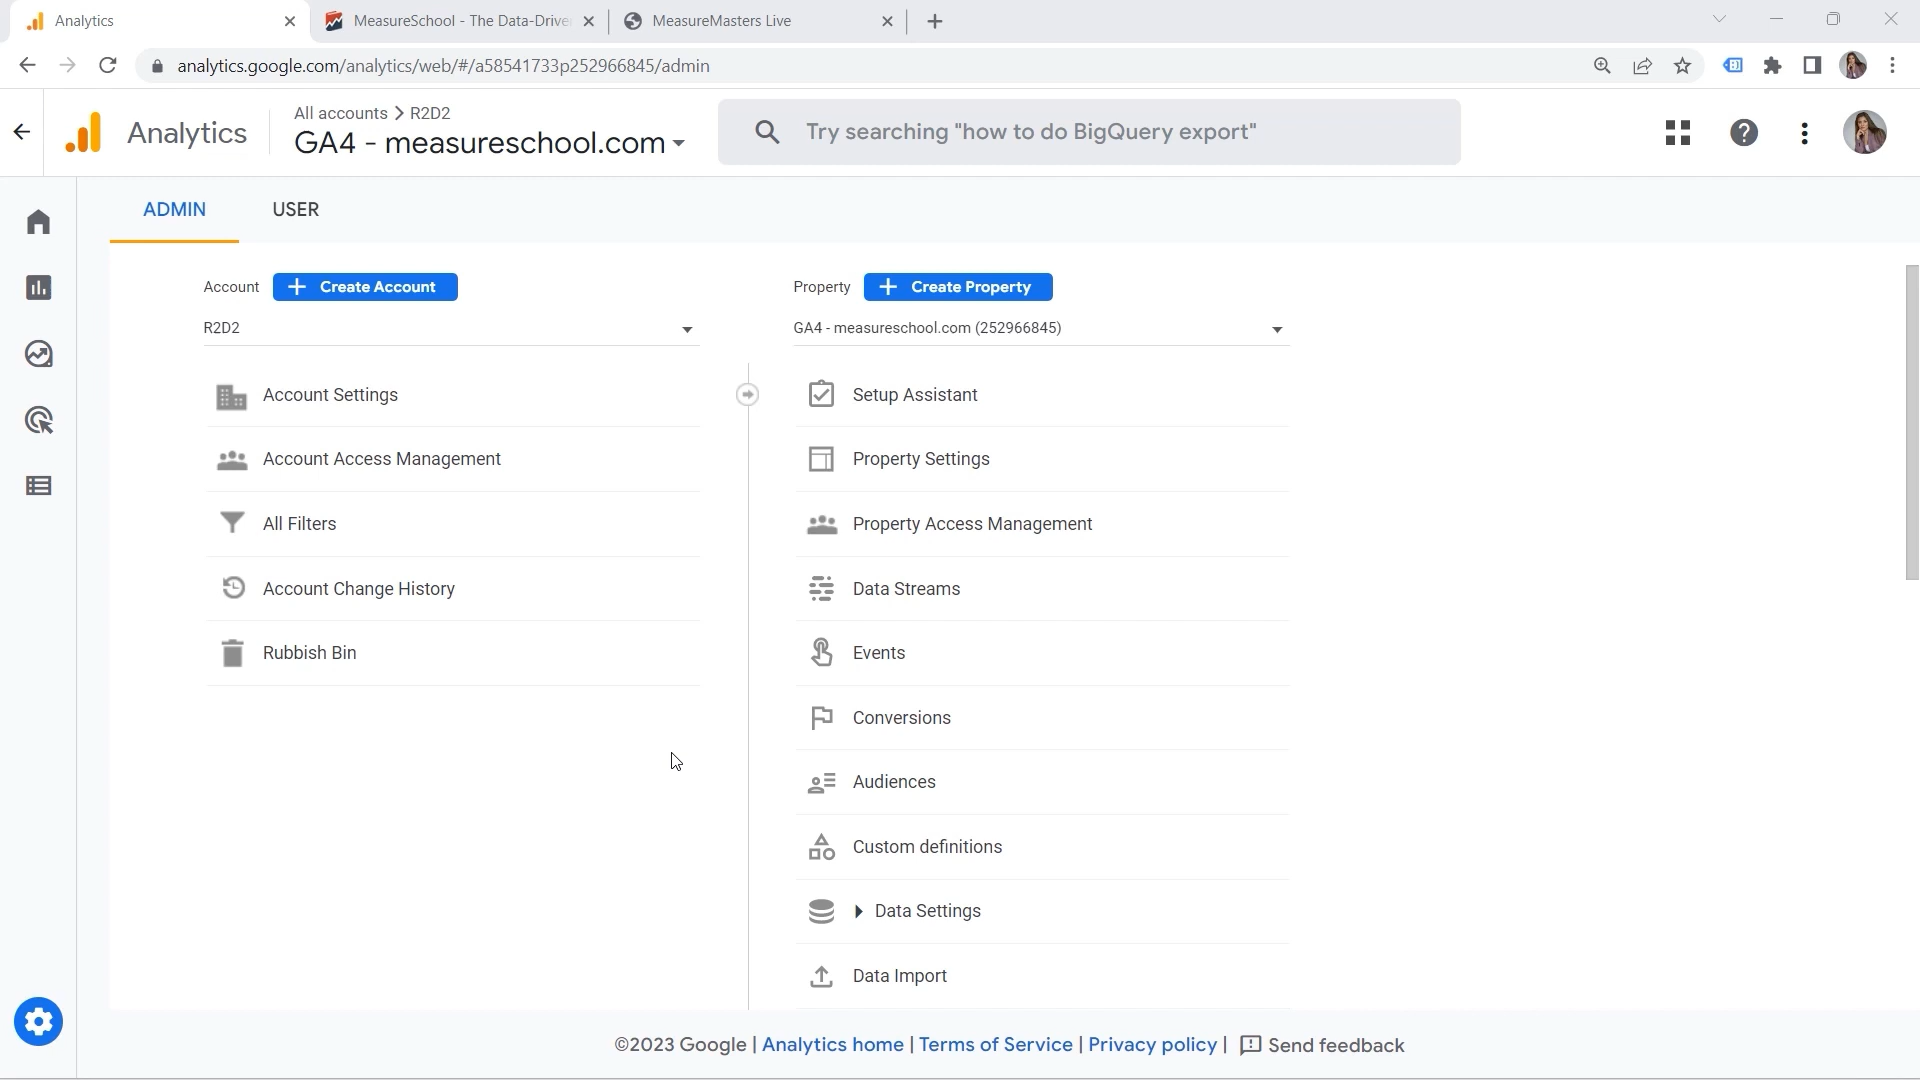 Analytics
MeasureSchool - The Data-Drive
MeasureMasters Live
analytics.google.com/analytics/web/#/a58541733p252966845/admin
Analytics
All accounts > R2D2
GA4 - measureschool.com
Try searching "how to do BigQuery export"
ADMIN
USER
Account
+ Create Account
R2D2
Account Settings
Account Access Management
All Filters
Account Change History
Rubbish Bin
Property
+ Create Property
GA4 - measureschool.com (252966845)
Setup Assistant
Property Settings
Property Access Management
Data Streams
Events
Conversions
Audiences
Custom definitions
Data Settings
Data Import
©2023 Google | Analytics home | Terms of Service | Privacy policy | Send feedback